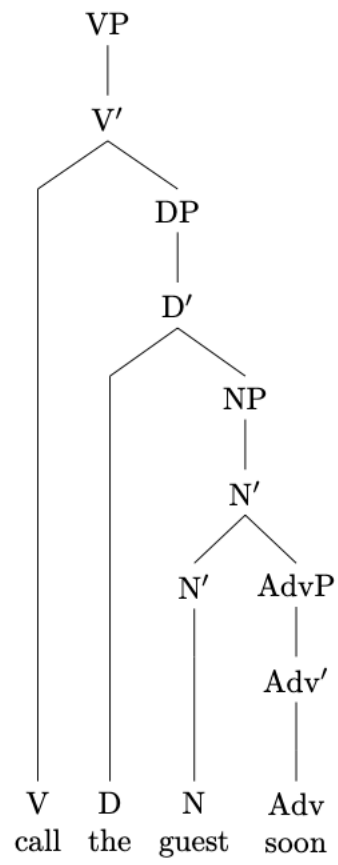 VP
V′
DP
D′
NP
N′
N′ AdvP
Adv′
V D N Adv
call the guest soon